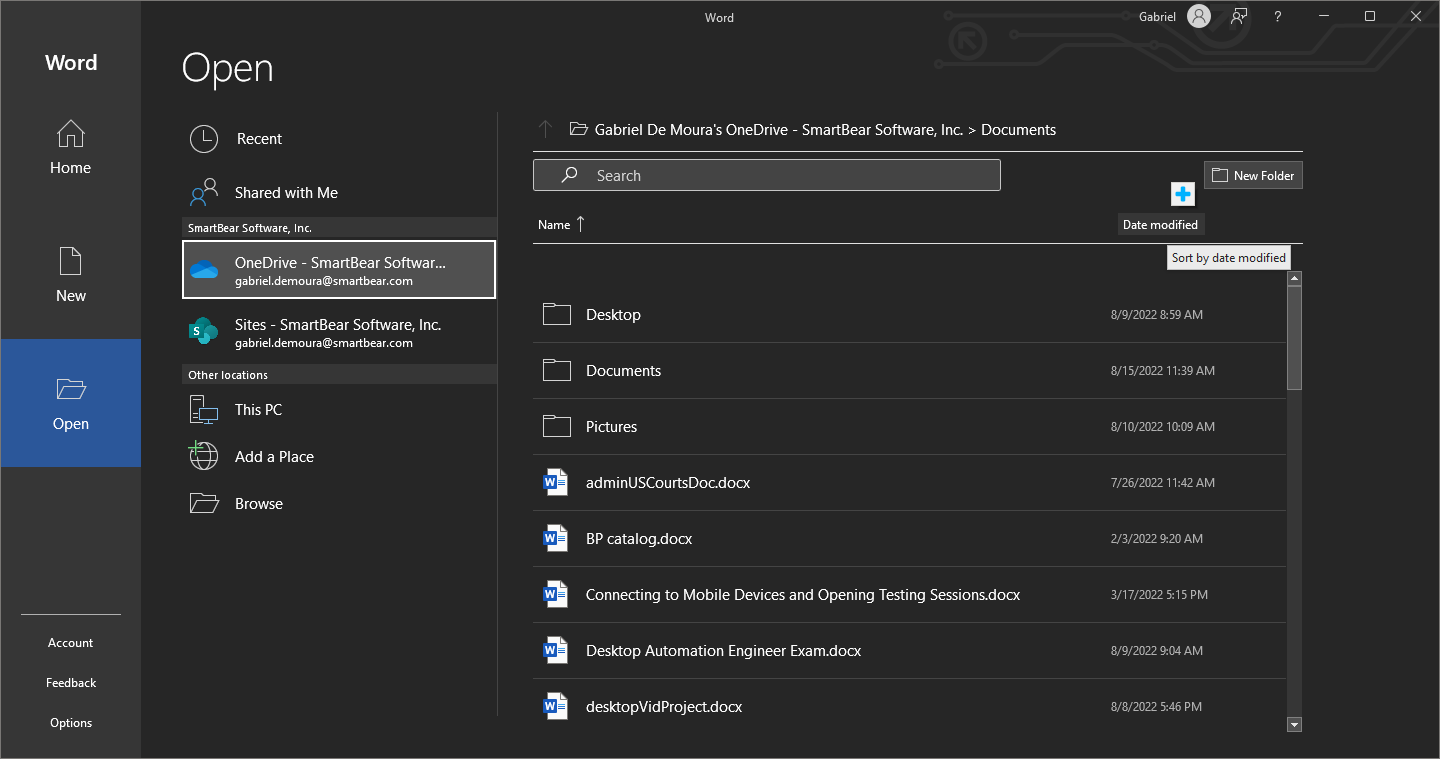 Word
Gabriel
?
Word
Home
New
Open
Account
Feedback
Options
Open
Recent
Shared with Me
SmartBear Software, Inc.
OneDrive - SmartBear Softwar...
gabriel.demoura@smartbear.com
Sites - SmartBear Software, Inc.
gabriel.demoura@smartbear.com
Other locations
This PC
Add a Place
Browse
Gabriel De Moura's OneDrive - SmartBear Software, Inc. > Documents
Search
New Folder
Name
Date modified
Sort by date modified
Desktop 8/9/2022 8:59 AM
Documents 8/15/2022 11:39 AM
Pictures 8/10/2022 10:09 AM
adminUSCourtsDoc.docx 7/26/2022 11:42 AM
BP catalog.docx 2/3/2022 9:20 AM
Connecting to Mobile Devices and Opening Testing Sessions.docx 3/17/2022 5:15 PM
Desktop Automation Engineer Exam.docx 8/9/2022 9:04 AM
desktopVidProject.docx 8/8/2022 5:46 PM